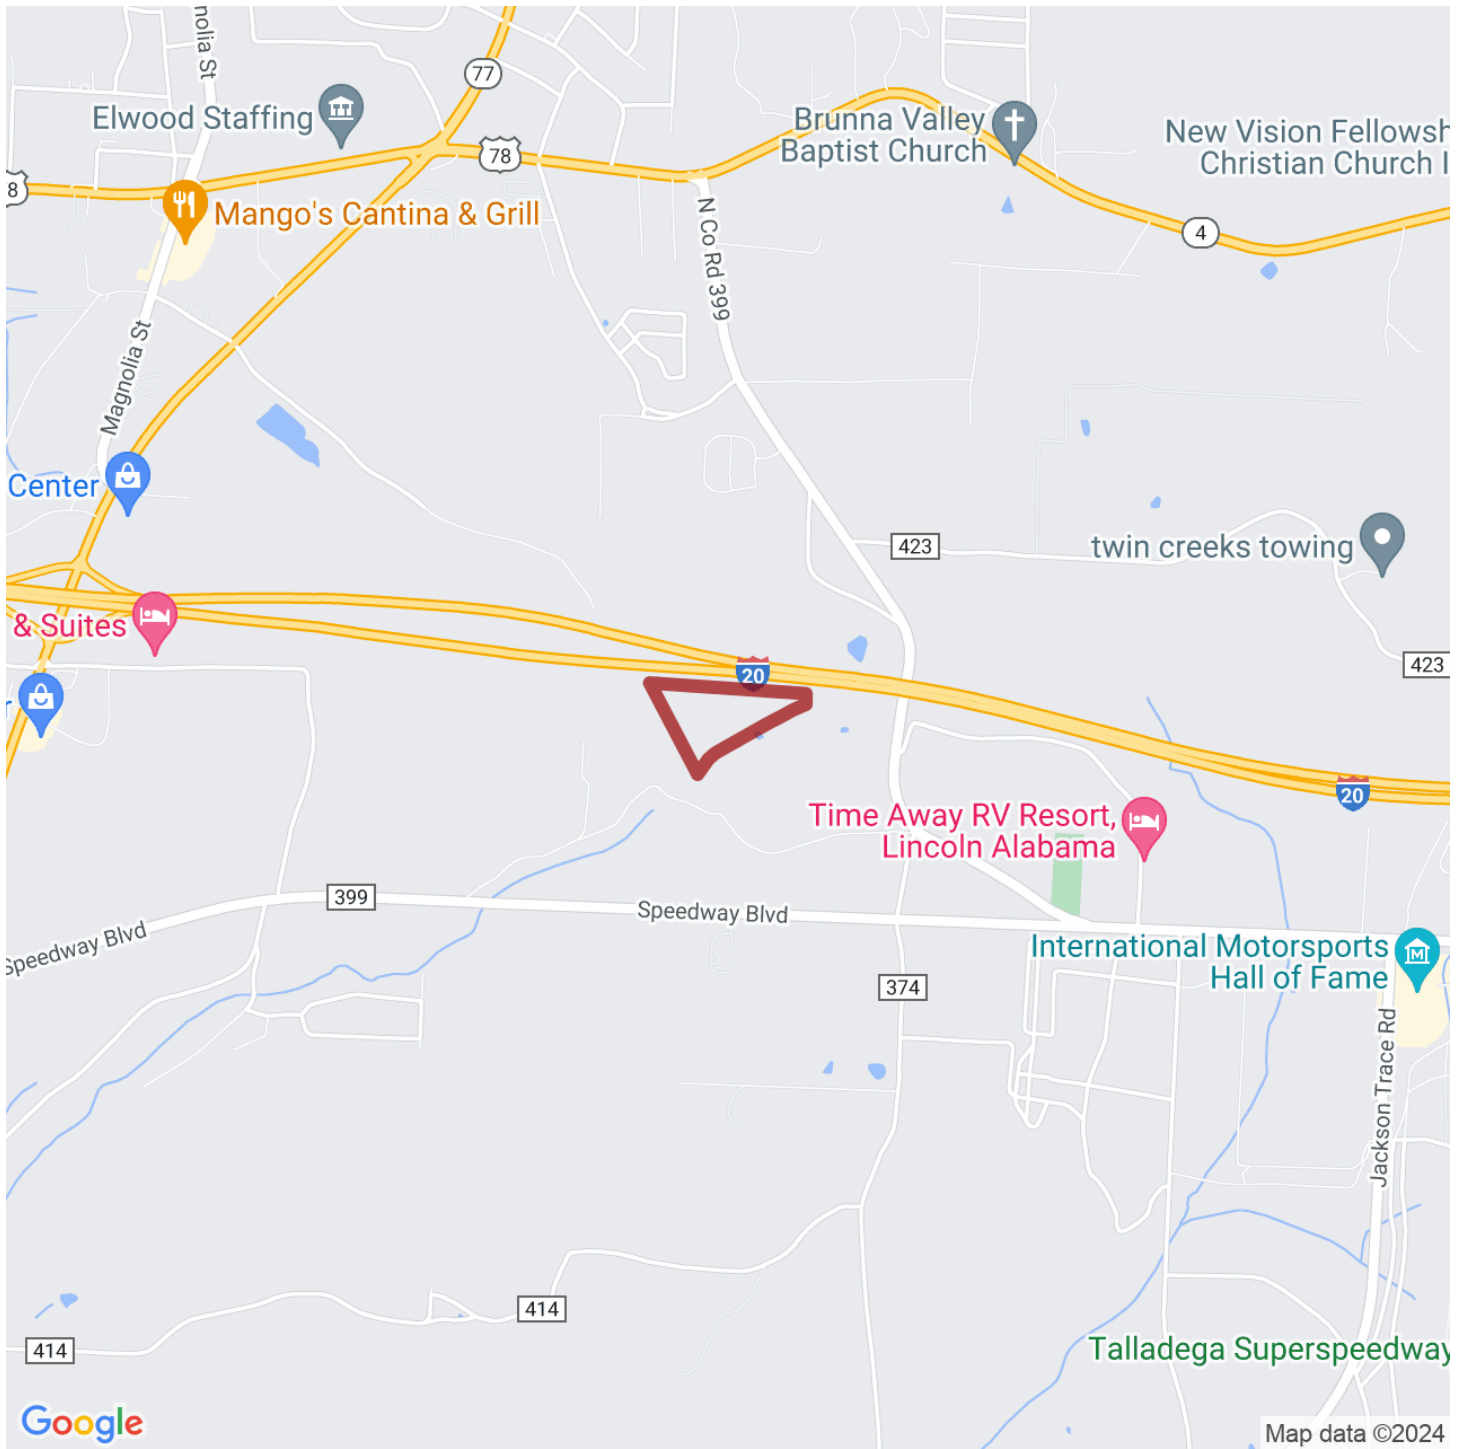 nolia St
77
Elwood Staffing
Brunna Valley
Baptist Church
New Vision Fellowsh
Christian Church I
78
8
Mango's Cantina & Grill
N Co Rd 399
4
Magnolia St
Center
423
twin creeks towing
& Suites
423
20
r
20
Time Away RV Resort,
Lincoln Alabama
399
Speedway Blvd
Speedway Blvd
International Motorsports
Hall of Fame
374
Jackson Trace Rd
414
414
Talladega Superspeedway
Google
Map data ©2024